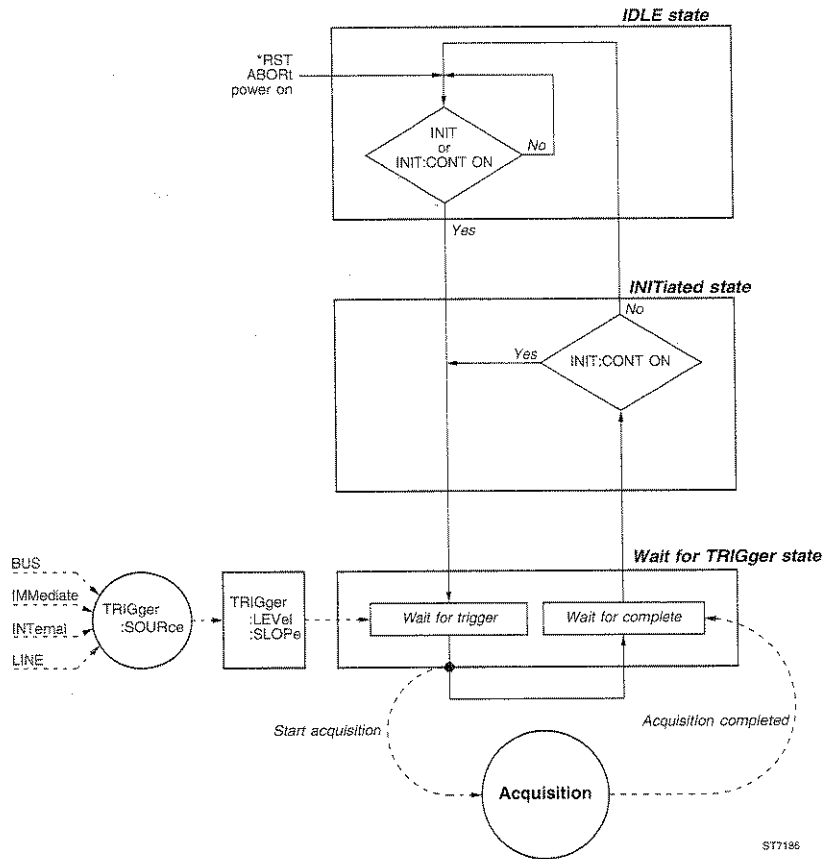 IDLE state
*RST
ABORt
power on
INIT
or
INIT:CONT ON
No
Yes
INITiated state
No
Yes
INIT:CONT ON
Wait for TRIGger state
BUS
IMMediate
INTernal
LINE
TRIGger
:SOURce
TRIGger
:LEVel
:SLOPe
Wait for trigger
Wait for complete
Start acquisition
Acquisition completed
Acquisition
ST7186